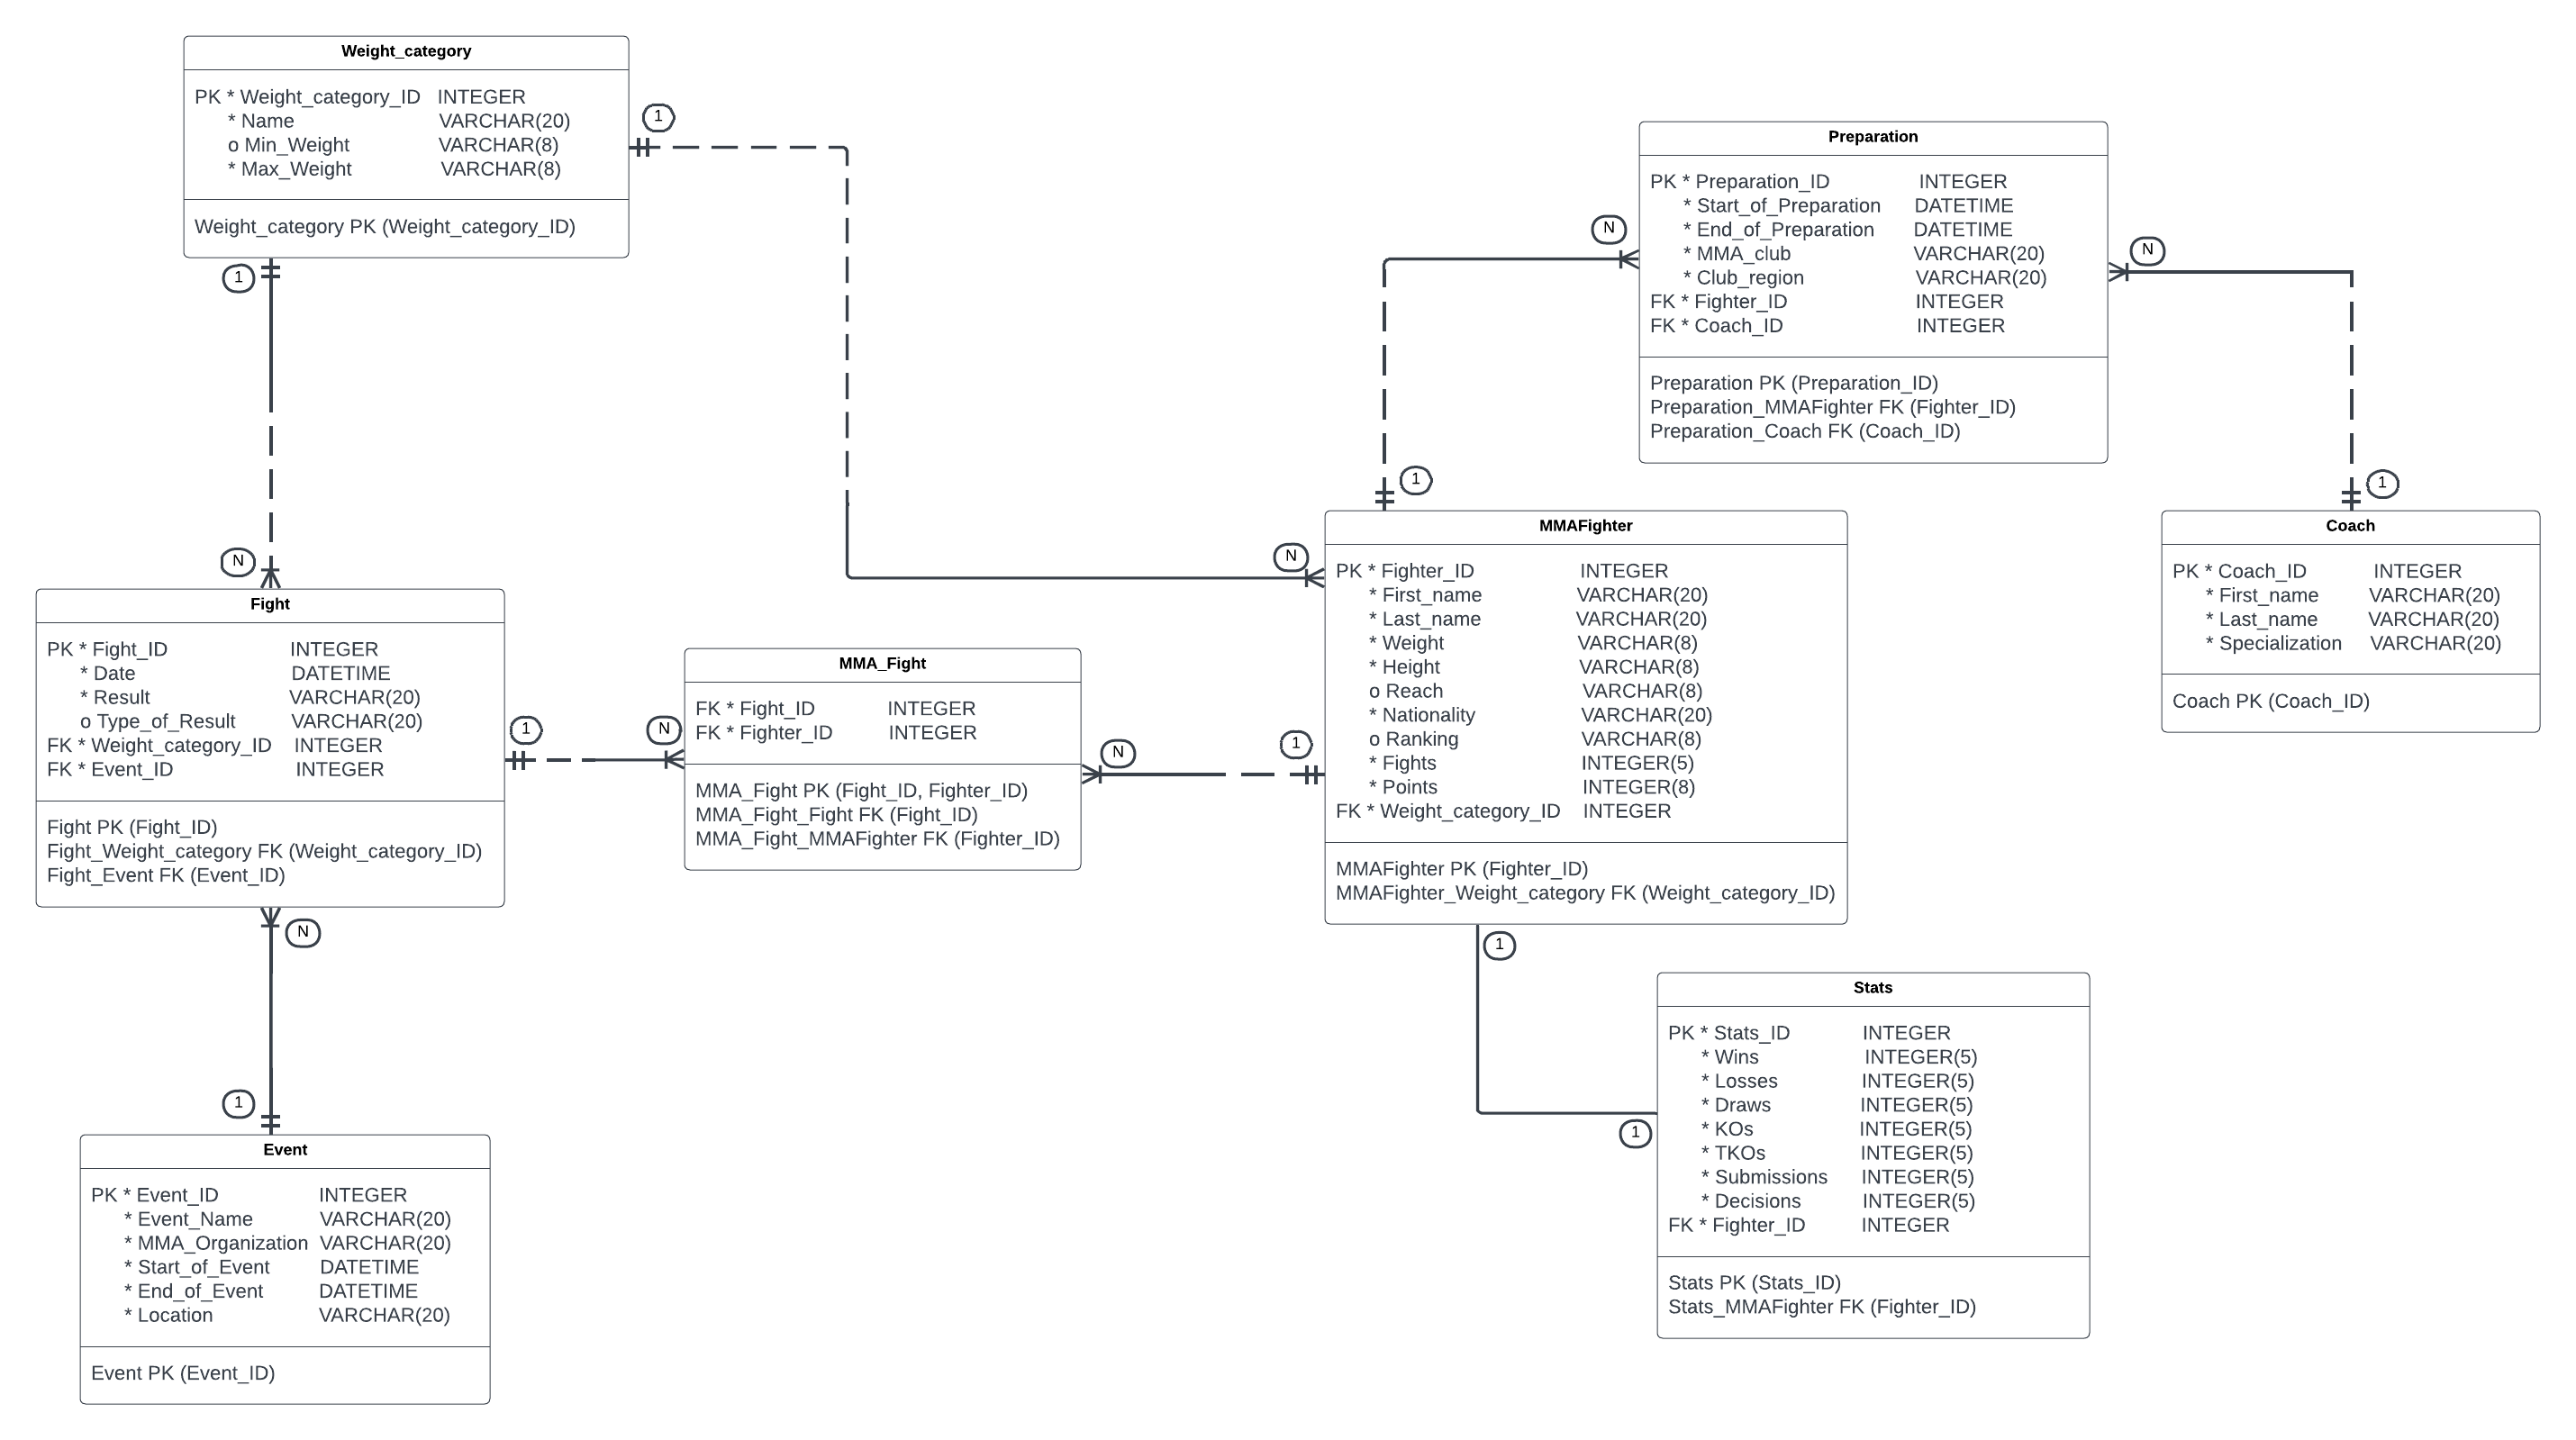 Weight_category
PK * Weight_category_ID INTEGER
* Name VARCHAR(20)
o Min_Weight VARCHAR(8)
* Max_Weight VARCHAR(8)
Weight_category PK (Weight_category_ID)
1
1
N
Fight
PK * Fight_ID INTEGER
* Date DATETIME
* Result VARCHAR(20)
o Type_of_Result VARCHAR(20)
FK * Weight_category_ID INTEGER
FK * Event_ID INTEGER
Fight PK (Fight_ID)
Fight_Weight_category FK (Weight_category_ID)
Fight_Event FK (Event_ID)
N
1
Event
PK * Event_ID INTEGER
* Event_Name VARCHAR(20)
* MMA_Organization VARCHAR(20)
* Start_of_Event DATETIME
* End_of_Event DATETIME
* Location VARCHAR(20)
Event PK (Event_ID)
1
N
MMA_Fight
FK * Fight_ID INTEGER
FK * Fighter_ID INTEGER
MMA_Fight PK (Fight_ID, Fighter_ID)
MMA_Fight_Fight FK (Fight_ID)
MMA_Fight_MMAFighter FK (Fighter_ID)
N
1
N
1
MMAFighter
PK * Fighter_ID INTEGER
* First_name VARCHAR(20)
* Last_name VARCHAR(20)
* Weight VARCHAR(8)
* Height VARCHAR(8)
o Reach VARCHAR(8)
* Nationality VARCHAR(20)
o Ranking VARCHAR(8)
* Fights INTEGER(5)
* Points INTEGER(8)
FK * Weight_category_ID INTEGER
MMAFighter PK (Fighter_ID)
MMAFighter_Weight_category FK (Weight_category_ID)
N
Preparation
PK * Preparation_ID INTEGER
* Start_of_Preparation DATETIME
* End_of_Preparation DATETIME
* MMA_club VARCHAR(20)
* Club_region VARCHAR(20)
FK * Fighter_ID INTEGER
FK * Coach_ID INTEGER
Preparation PK (Preparation_ID)
Preparation_MMAFighter FK (Fighter_ID)
Preparation_Coach FK (Coach_ID)
N
1
Coach
PK * Coach_ID INTEGER
* First_name VARCHAR(20)
* Last_name VARCHAR(20)
* Specialization VARCHAR(20)
Coach PK (Coach_ID)
1
1
Stats
PK * Stats_ID INTEGER
* Wins INTEGER(5)
* Losses INTEGER(5)
* Draws INTEGER(5)
* KOs INTEGER(5)
* TKOs INTEGER(5)
* Submissions INTEGER(5)
* Decisions INTEGER(5)
FK * Fighter_ID INTEGER
Stats PK (Stats_ID)
Stats_MMAFighter FK (Fighter_ID)